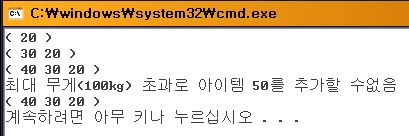 C:₩windows₩system32₩cmd.exe
( 20 )
( 30 20 )
( 40 30 20 )
최대 무게(100kg) 초과로 아이템 50를 추가할 수없음
( 40 30 20 )
계속하려면 아무 키나 누르십시오 . . .